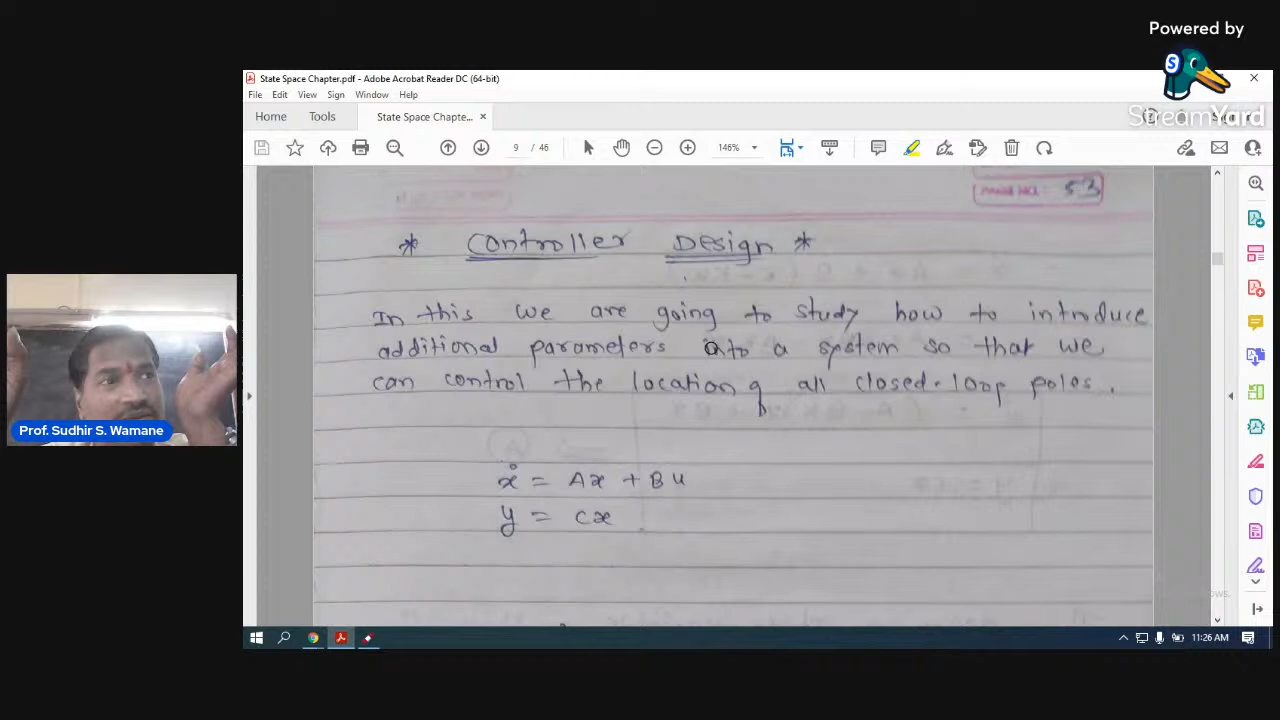 Powered by
StreamYard
State Space Chapter.pdf - Adobe Acrobat Reader DC (64-bit)
File Edit View Sign Window Help
Home Tools State Space Chapte...
9 / 46 146%
53
* Controller Design *
In this we are going to study how to introduce
additional parameters into a system so that we
can control the location of all closed-loop poles.
ẋ = Ax + Bu
y = Cx
Prof. Sudhir S. Wamane
11:26 AM